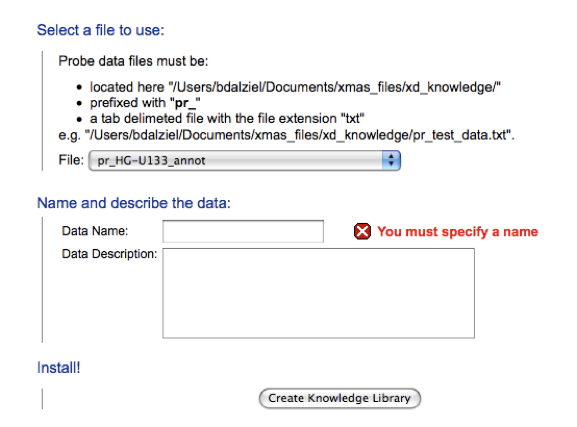 Select a file to use:
Probe data files must be:
• located here "/Users/bdalziel/Documents/xmas_files/xd_knowledge/"
• prefixed with "pr_"
• a tab delimeted file with the file extension "txt"
e.g. "/Users/bdalziel/Documents/xmas_files/xd_knowledge/pr_test_data.txt".
File: pr_HG-U133_annot
Name and describe the data:
Data Name: You must specify a name
Data Description:
Install!
Create Knowledge Library